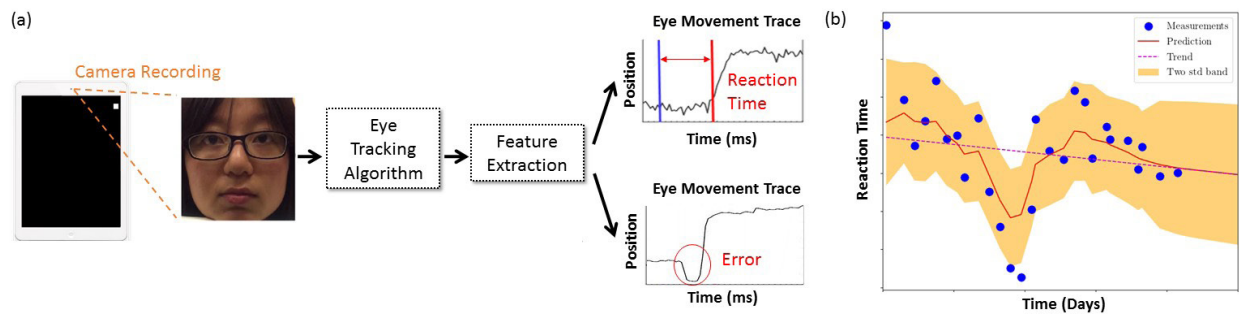 (a)
Camera Recording
Eye
Tracking
Algorithm
Feature
Extraction
Eye Movement Trace
Position
Reaction
Time
Time (ms)
Eye Movement Trace
Position
Error
Time (ms)
(b)
Measurements
Prediction
Trend
Two std band
Reaction Time
Time (Days)